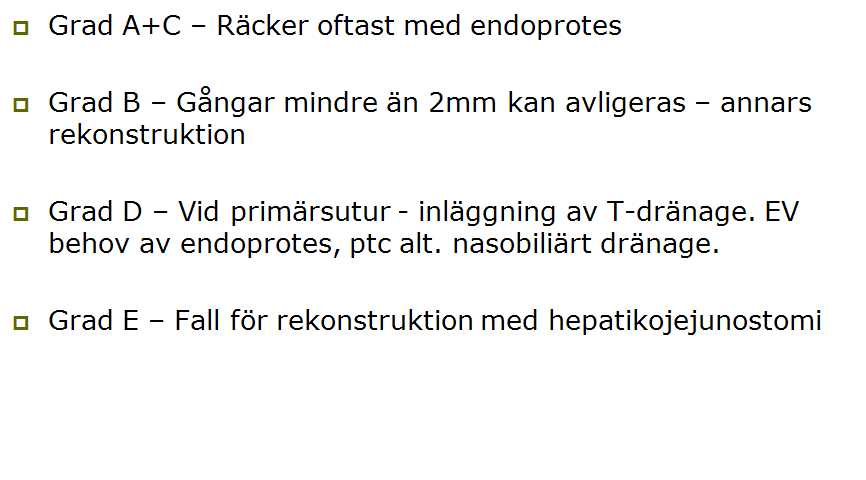 Grad A+C – Räcker oftast med endoprotes
Grad B – Gångar mindre än 2mm kan avligeras – annars
rekonstruktion
Grad D – Vid primärsutur - inläggning av T-dränage. EV
behov av endoprotes, ptc alt. nasobiliärt dränage.
Grad E – Fall för rekonstruktion med hepatikojejunostomi